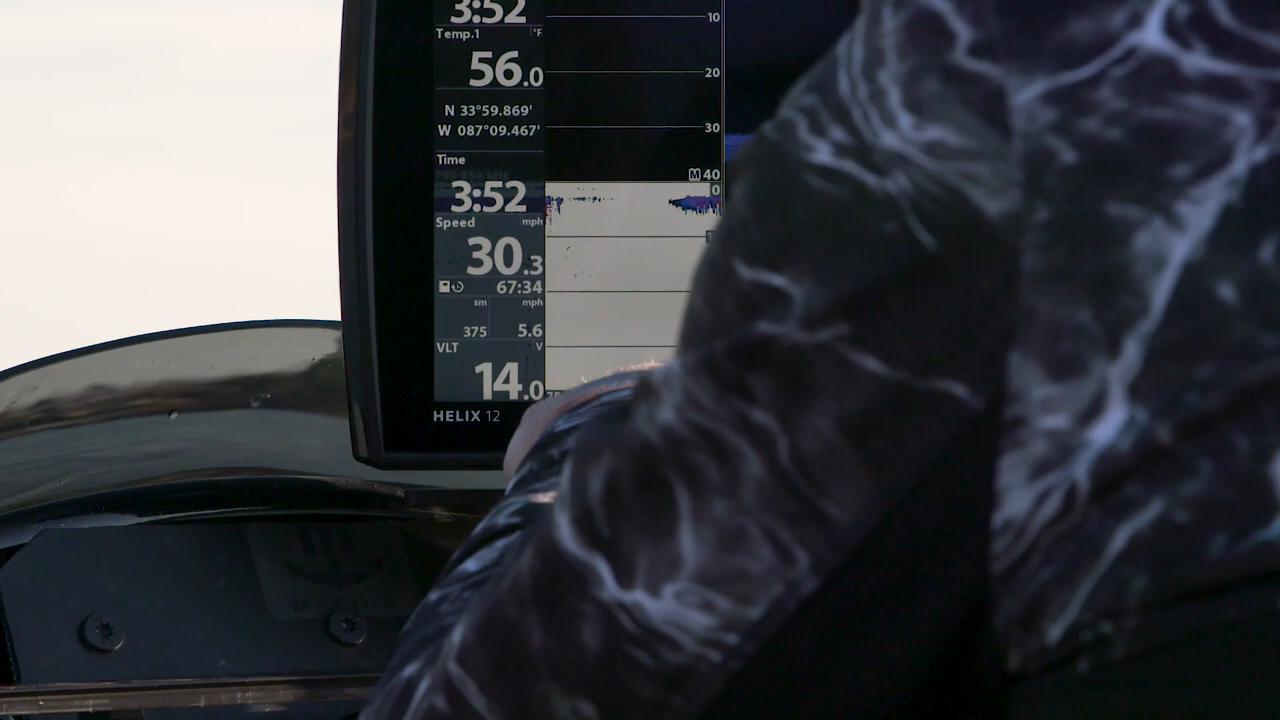 3:52
10
Temp.1 °F
56.0
20
N 33°59.869'
W 087°09.467'
30
Time
M 40
3:52
0
Speed mph
30.3
67:34
sm mph
375 5.6
VLT V
14.0
HELIX 12